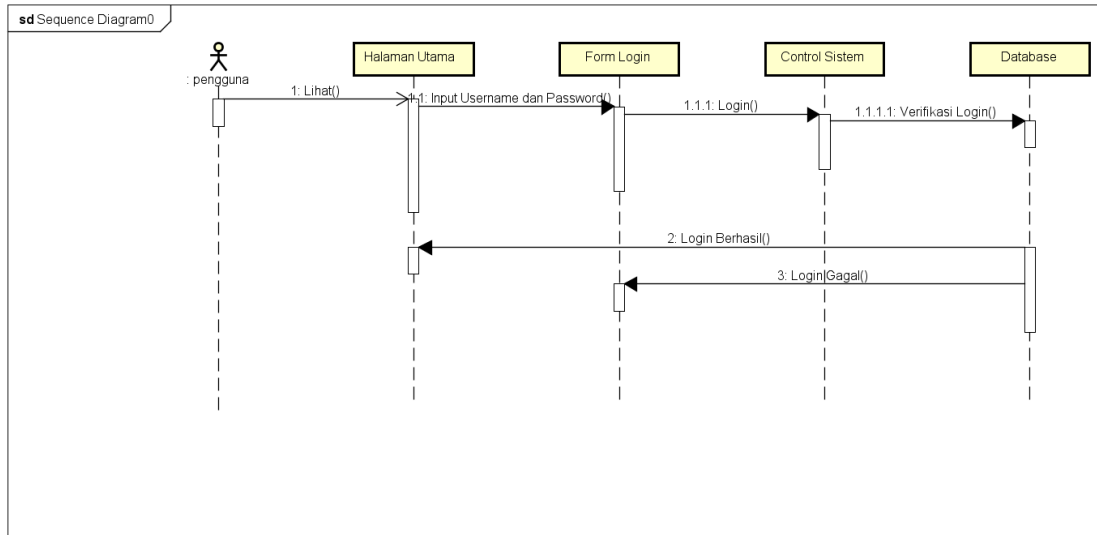 sd Sequence Diagram0
: pengguna
Halaman Utama
Form Login
Control Sistem
Database
1: Lihat()
1.1: Input Username dan Password()
1.1.1: Login()
1.1.1.1: Verifikasi Login()
2: Login Berhasil()
3: Login Gagal()